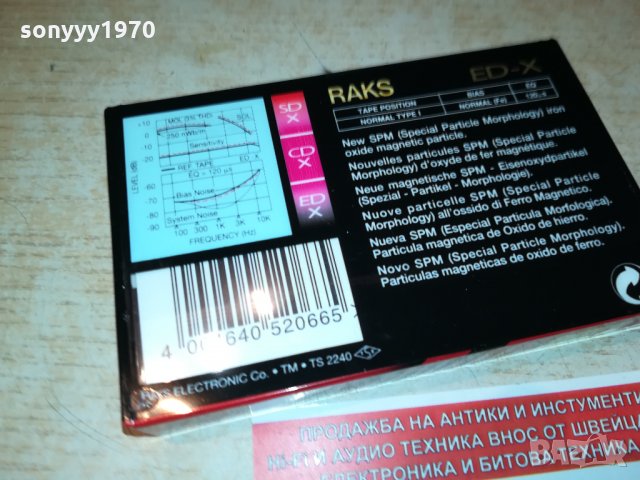 sonyyy1970
RAKS ED-X
TAPE POSITION BIAS EQ
NORMAL TYPE I NORMAL (Fe)
New SPM (Special Particle Morphology) iron
oxide magnetic particle.
Nouvelles particules SPM (Special Particle
Morphology) d'oxyde de fer magnétique.
Neue magnetische SPM - Eisenoxydpartikel
(Spezial - Partikel - Morphologie).
Nuove particelle SPM (Special Particle
Morphology) all'ossido di Ferro Magnetico.
Nueva SPM (Especial Particula Morfologica).
Particula magnetica de Oxido de hierro.
Novo SPM (Special Particle Morphology).
Particulas magneticas de oxido de ferro.
SD X
CD X
ED X
MOL (3% THD) SOL
250 nWb/m
Sensitivity
REF. TAPE ED X
EQ = 120 µs
Bias Noise
System Noise
LEVEL (dB)
+10
0
-10
-20
-70
-80
-90
100 300 1K 3K 10K
FREQUENCY (Hz)
520665
ELECTRONIC Co. • TM • TS 2240 •
ПРОДАЖБА НА АНТИКИ И ИНСТУМЕНТИ
Hi-Fi И АУДИО ТЕХНИКА ВНОС ОТ ШВЕЙЦА
ЕЛЕКТРОНИКА И БИТОВА ТЕХНИКА
BAZAR